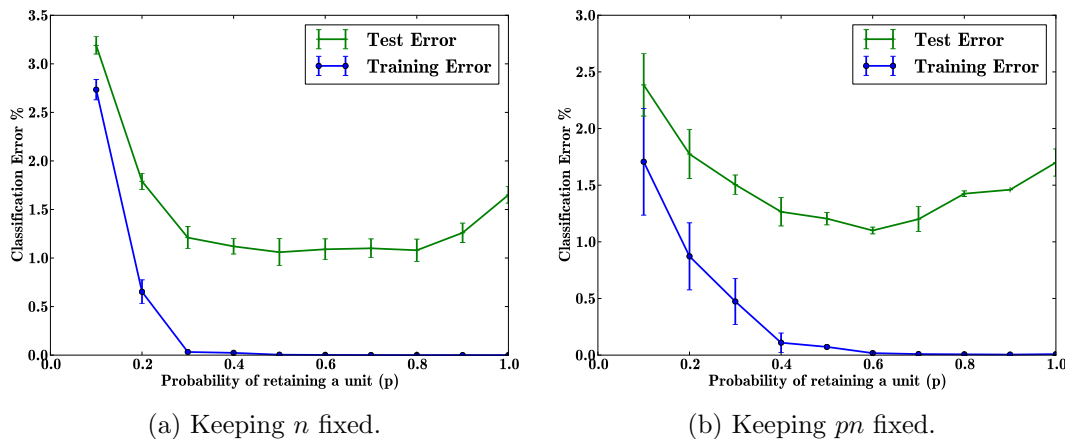 3.5
3.0
2.5
2.0
1.5
1.0
0.5
0.0
0.0
0.2
0.4
0.6
0.8
1.0
Classification Error %
Probability of retaining a unit (p)
Test Error
Training Error
(a) Keeping n fixed.
3.0
2.5
2.0
1.5
1.0
0.5
0.0
0.0
0.2
0.4
0.6
0.8
1.0
Classification Error %
Probability of retaining a unit (p)
Test Error
Training Error
(b) Keeping pn fixed.